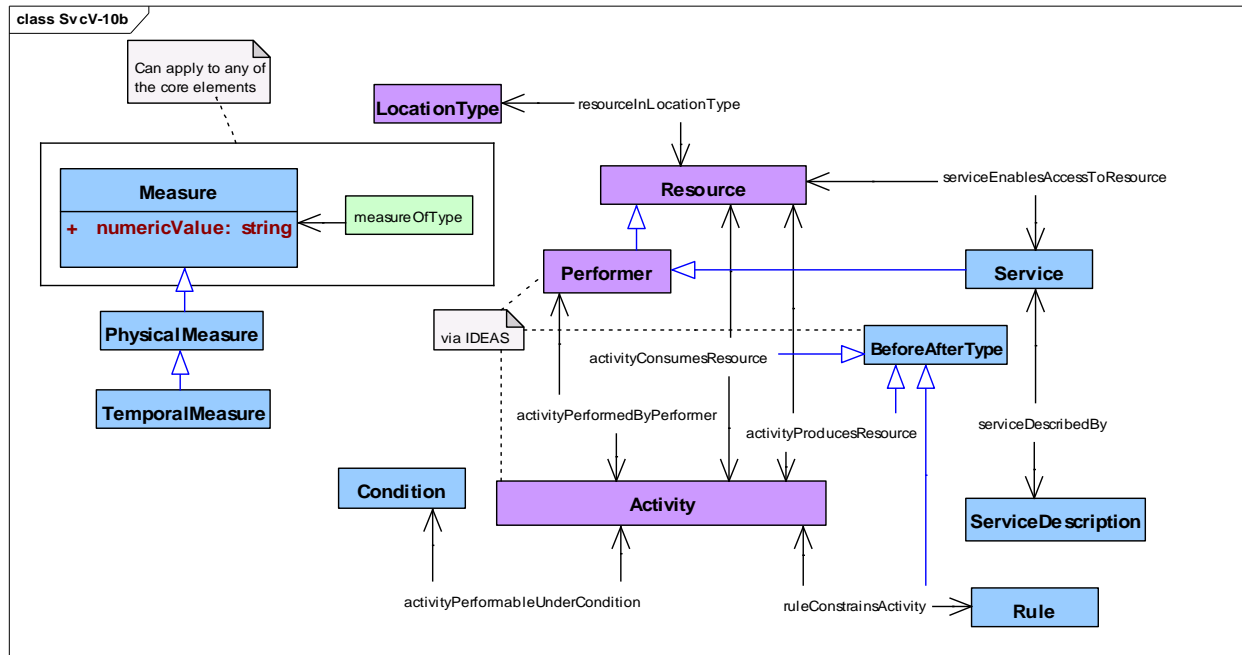 class SvcV-10b
Can apply to any of
the core elements
LocationType
resourceInLocationType
Measure
+ numericValue: string
measureOfType
Resource
serviceEnablesAccessToResource
Performer
Service
PhysicalMeasure
via IDEAS
BeforeAfterType
activityConsumesResource
TemporalMeasure
activityPerformedByPerformer
activityProducesResource
serviceDescribedBy
Condition
Activity
ServiceDescription
activityPerformableUnderCondition
ruleConstrainsActivity
Rule